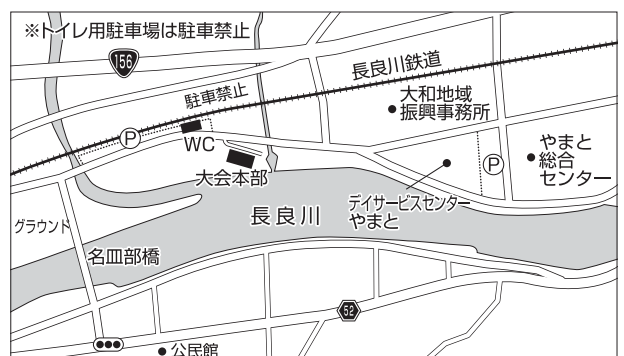 ※トイレ用駐車場は駐車禁止
156
長良川鉄道
駐車禁止
大和地域
振興事務所
P
WC
やまと
総合
センター
P
大会本部
デイサービスセンター
やまと
長良川
グラウンド
名皿部橋
52
公民館